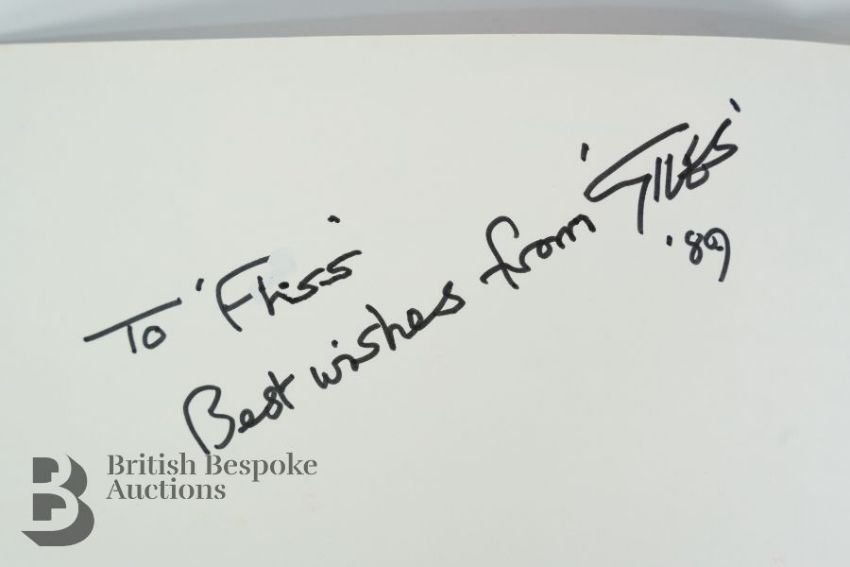 To 'Fliss'
Best wishes from 'GILES'
'89
British Bespoke
Auctions